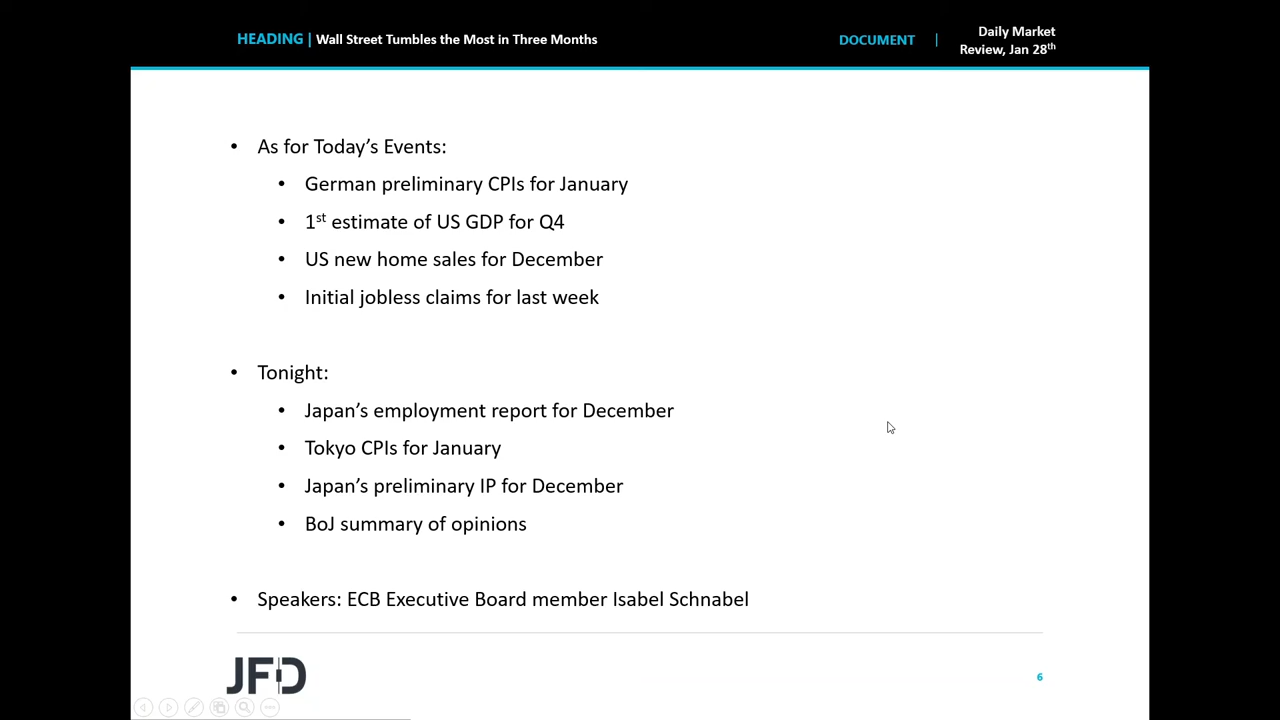 HEADING | Wall Street Tumbles the Most in Three Months
DOCUMENT |
Daily Market
Review, Jan 28th
• As for Today's Events:
• German preliminary CPIs for January
• 1st estimate of US GDP for Q4
• US new home sales for December
• Initial jobless claims for last week
• Tonight:
• Japan's employment report for December
• Tokyo CPIs for January
• Japan's preliminary IP for December
• BoJ summary of opinions
• Speakers: ECB Executive Board member Isabel Schnabel
JFD
6